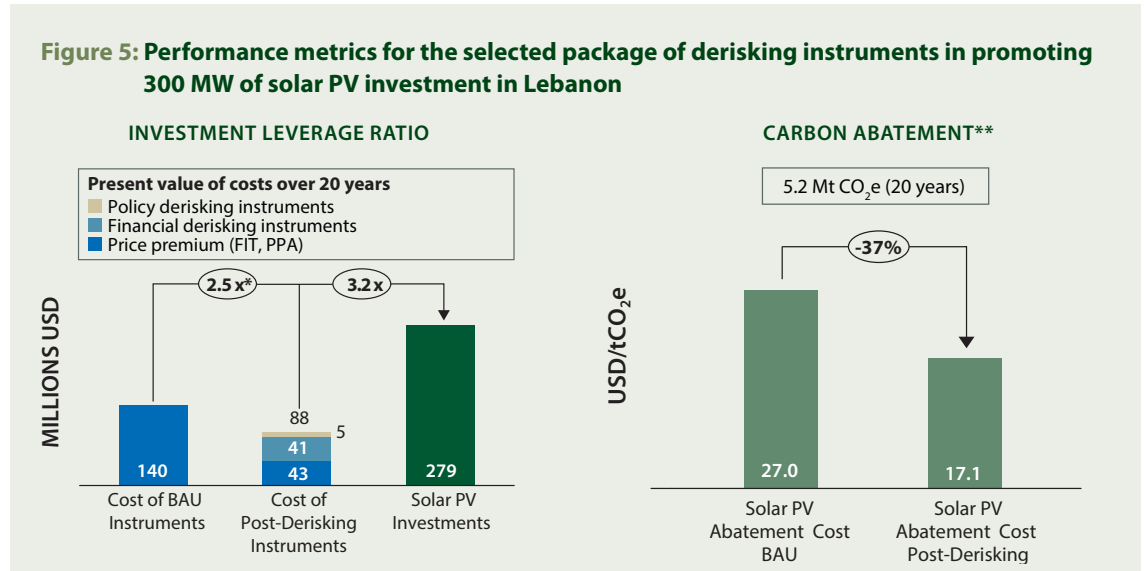 Figure 5: Performance metrics for the selected package of derisking instruments in promoting
300 MW of solar PV investment in Lebanon
INVESTMENT LEVERAGE RATIO
Present value of costs over 20 years
Policy derisking instruments
Financial derisking instruments
Price premium (FIT, PPA)
2.5 x*
3.2 x
MILLIONS USD
140
88
5
41
43
279
Cost of BAU
Instruments
Cost of
Post-Derisking
Instruments
Solar PV
Investments
CARBON ABATEMENT**
5.2 Mt CO₂e (20 years)
-37%
USD/tCO₂e
27.0
17.1
Solar PV
Abatement Cost
BAU
Solar PV
Abatement Cost
Post-Derisking